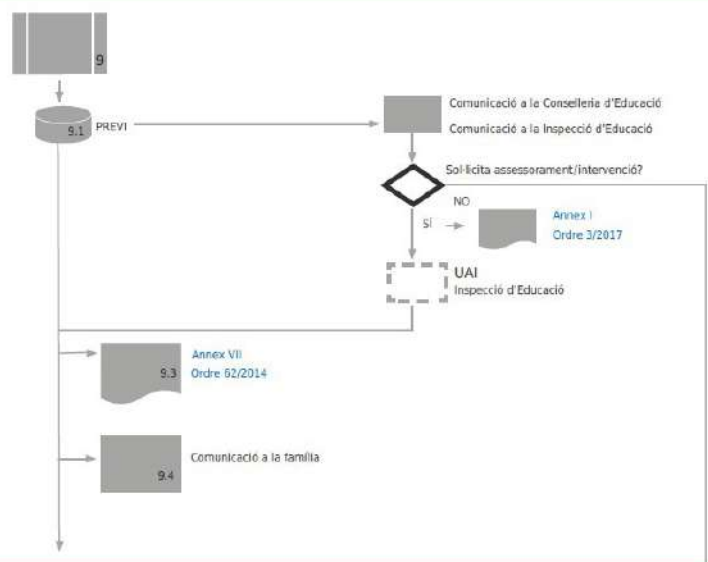 9
9.1
PREVI
Comunicació a la Conselleria d'Educació
Comunicació a la Inspecció d'Educació
Sol·licita assessorament/intervenció?
NO
SÍ
Annex I
Ordre 3/2017
UAI
Inspecció d'Educació
9.3
Annex VII
Ordre 62/2014
9.4
Comunicació a la família